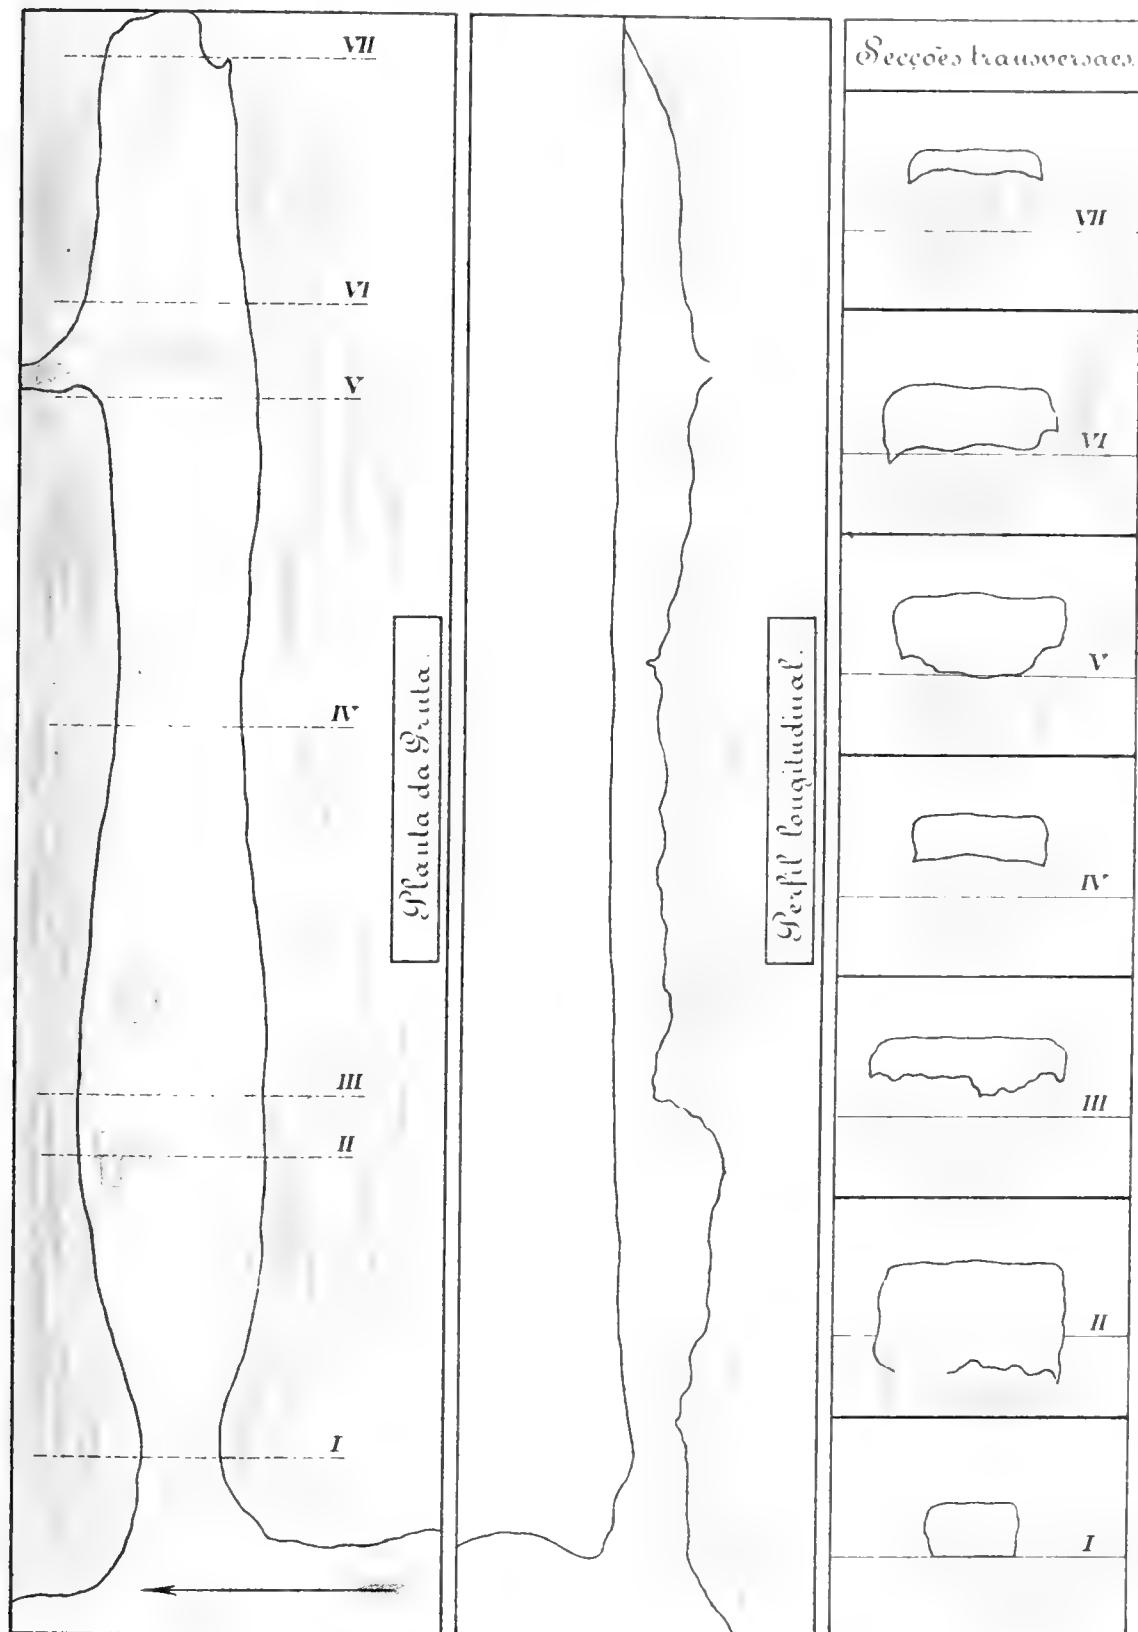 VII
VI
V
IV
III
II
I
Planta da Gruta.
Perfil longitudinal.
Secções transversaes.
VII
VI
V
IV
III
II
I